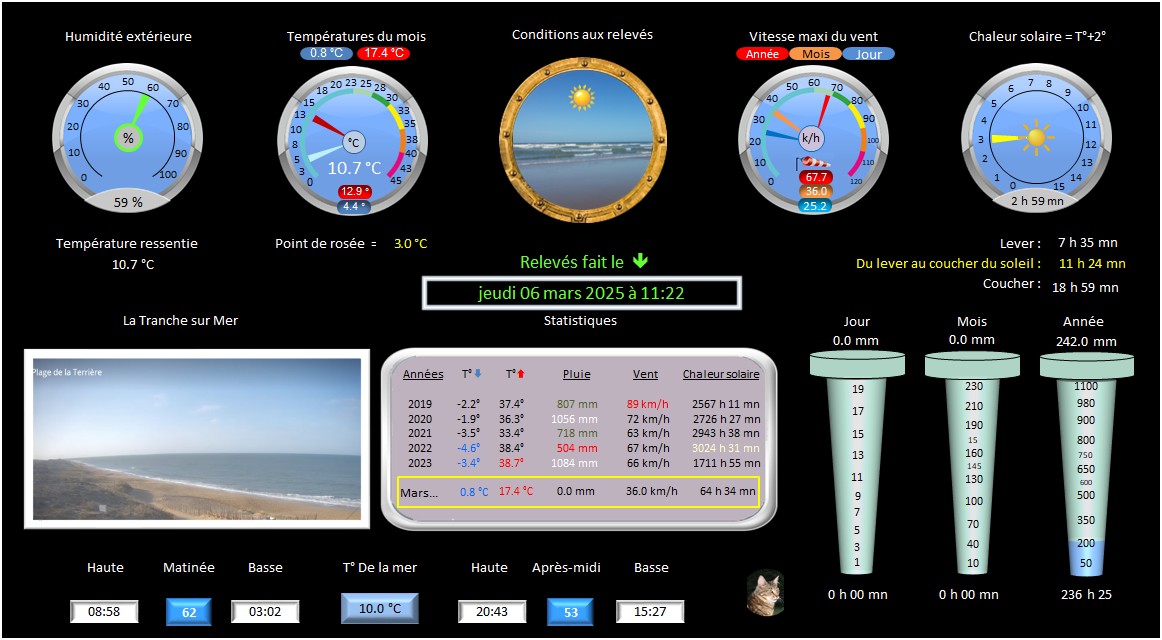 Humidité extérieure
Températures du mois
Conditions aux relevés
Vitesse maxi du vent
Chaleur solaire = T°+2°
0.8 °C 17.4 °C
Année Mois Jour
0 10 20 30 40 50 60 70 80 90 100
%
59 %
0 3 5 8 10 13 15 18 20 23 25 28 30 33 35 38 40 43 45
°C
10.7 °C
12.9 °
4.4 °
0 10 20 30 40 50 60 70 80 90 100 110 120
k/h
67.7
36.0
25.2
0 1 2 3 4 5 6 7 8 9 10 11 12 13 14 15
2 h 59 mn
Température ressentie
10.7 °C
Point de rosée = 3.0 °C
Relevés fait le
jeudi 06 mars 2025 à 11:22
Lever : 7 h 35 mn
Du lever au coucher du soleil : 11 h 24 mn
Coucher : 18 h 59 mn
La Tranche sur Mer
Plage de la Terrière
Statistiques
Années T° T° Pluie Vent Chaleur solaire
2019 -2.2° 37.4° 807 mm 89 km/h 2567 h 11 mn
2020 -1.9° 36.3° 1056 mm 72 km/h 2726 h 27 mn
2021 -3.5° 33.4° 718 mm 63 km/h 2943 h 38 mn
2022 -4.6° 38.4° 504 mm 67 km/h 3024 h 31 mn
2023 -3.4° 38.7° 1084 mm 66 km/h 1711 h 55 mn
Mars... 0.8 °C 17.4 °C 0.0 mm 36.0 km/h 64 h 34 mn
Jour
0.0 mm
19
17
15
13
11
9
7
5
3
1
0 h 00 mn
Mois
0.0 mm
230
210
190
15
160
145
130
100
70
40
10
0 h 00 mn
Année
242.0 mm
1100
980
900
800
750
650
600
500
350
200
50
236 h 25
Haute Matinée Basse
08:58 62 03:02
T° De la mer
10.0 °C
Haute Après-midi Basse
20:43 53 15:27